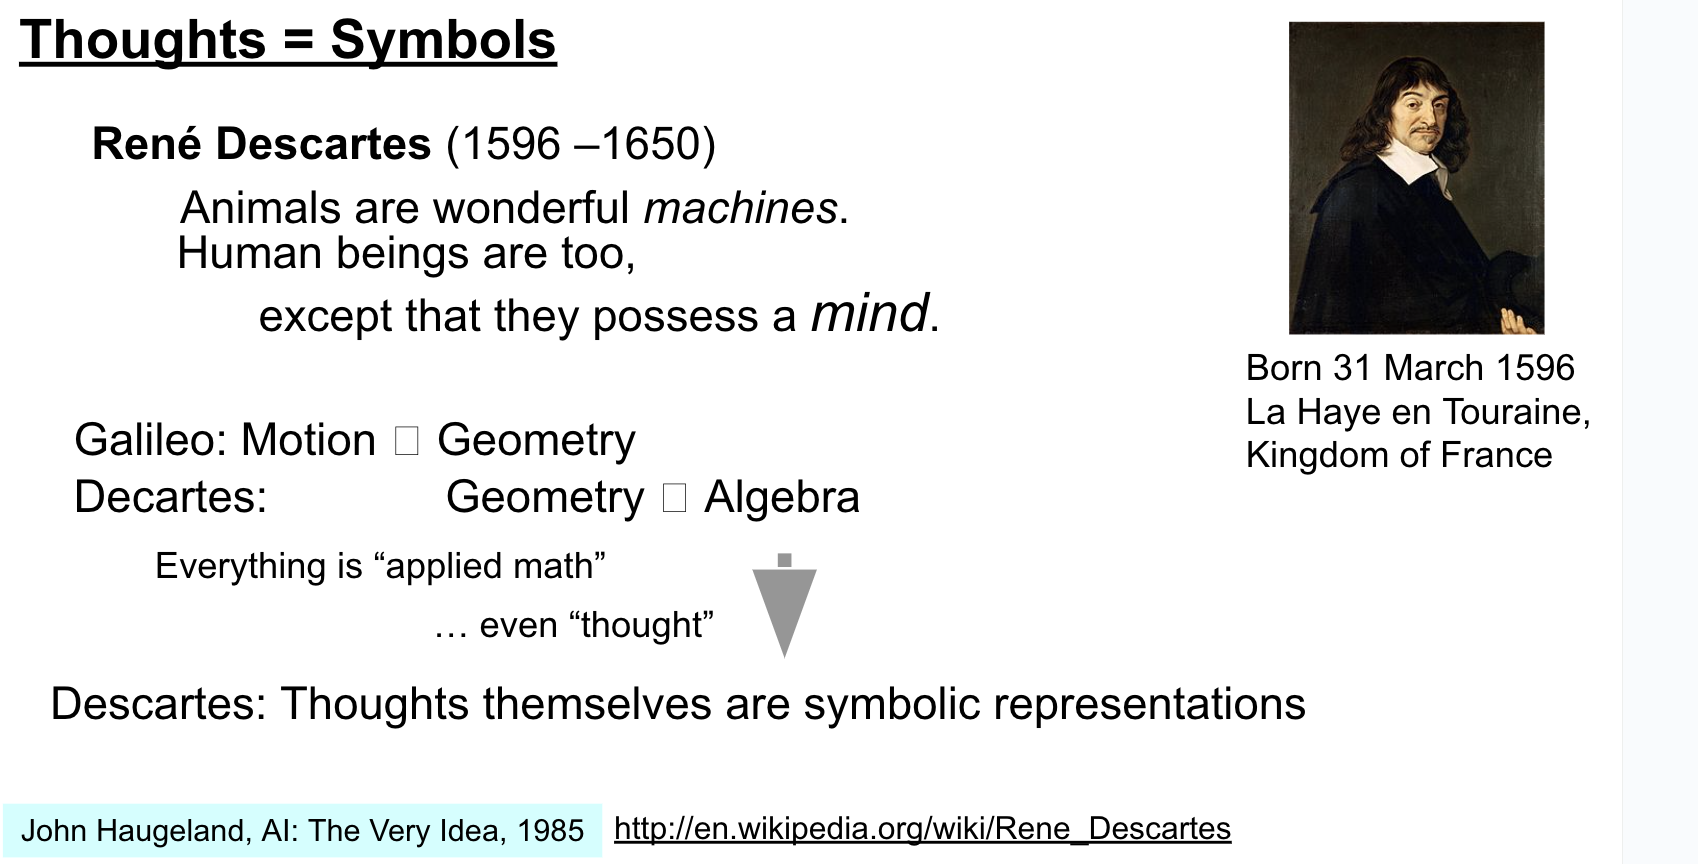 Thoughts = Symbols
René Descartes (1596 –1650)
Animals are wonderful machines.
Human beings are too,
except that they possess a mind.
Born 31 March 1596
La Haye en Touraine,
Kingdom of France
Galileo: Motion □ Geometry
Decartes: Geometry □ Algebra
Everything is “applied math”
… even “thought”
Descartes: Thoughts themselves are symbolic representations
John Haugeland, AI: The Very Idea, 1985 http://en.wikipedia.org/wiki/Rene_Descartes